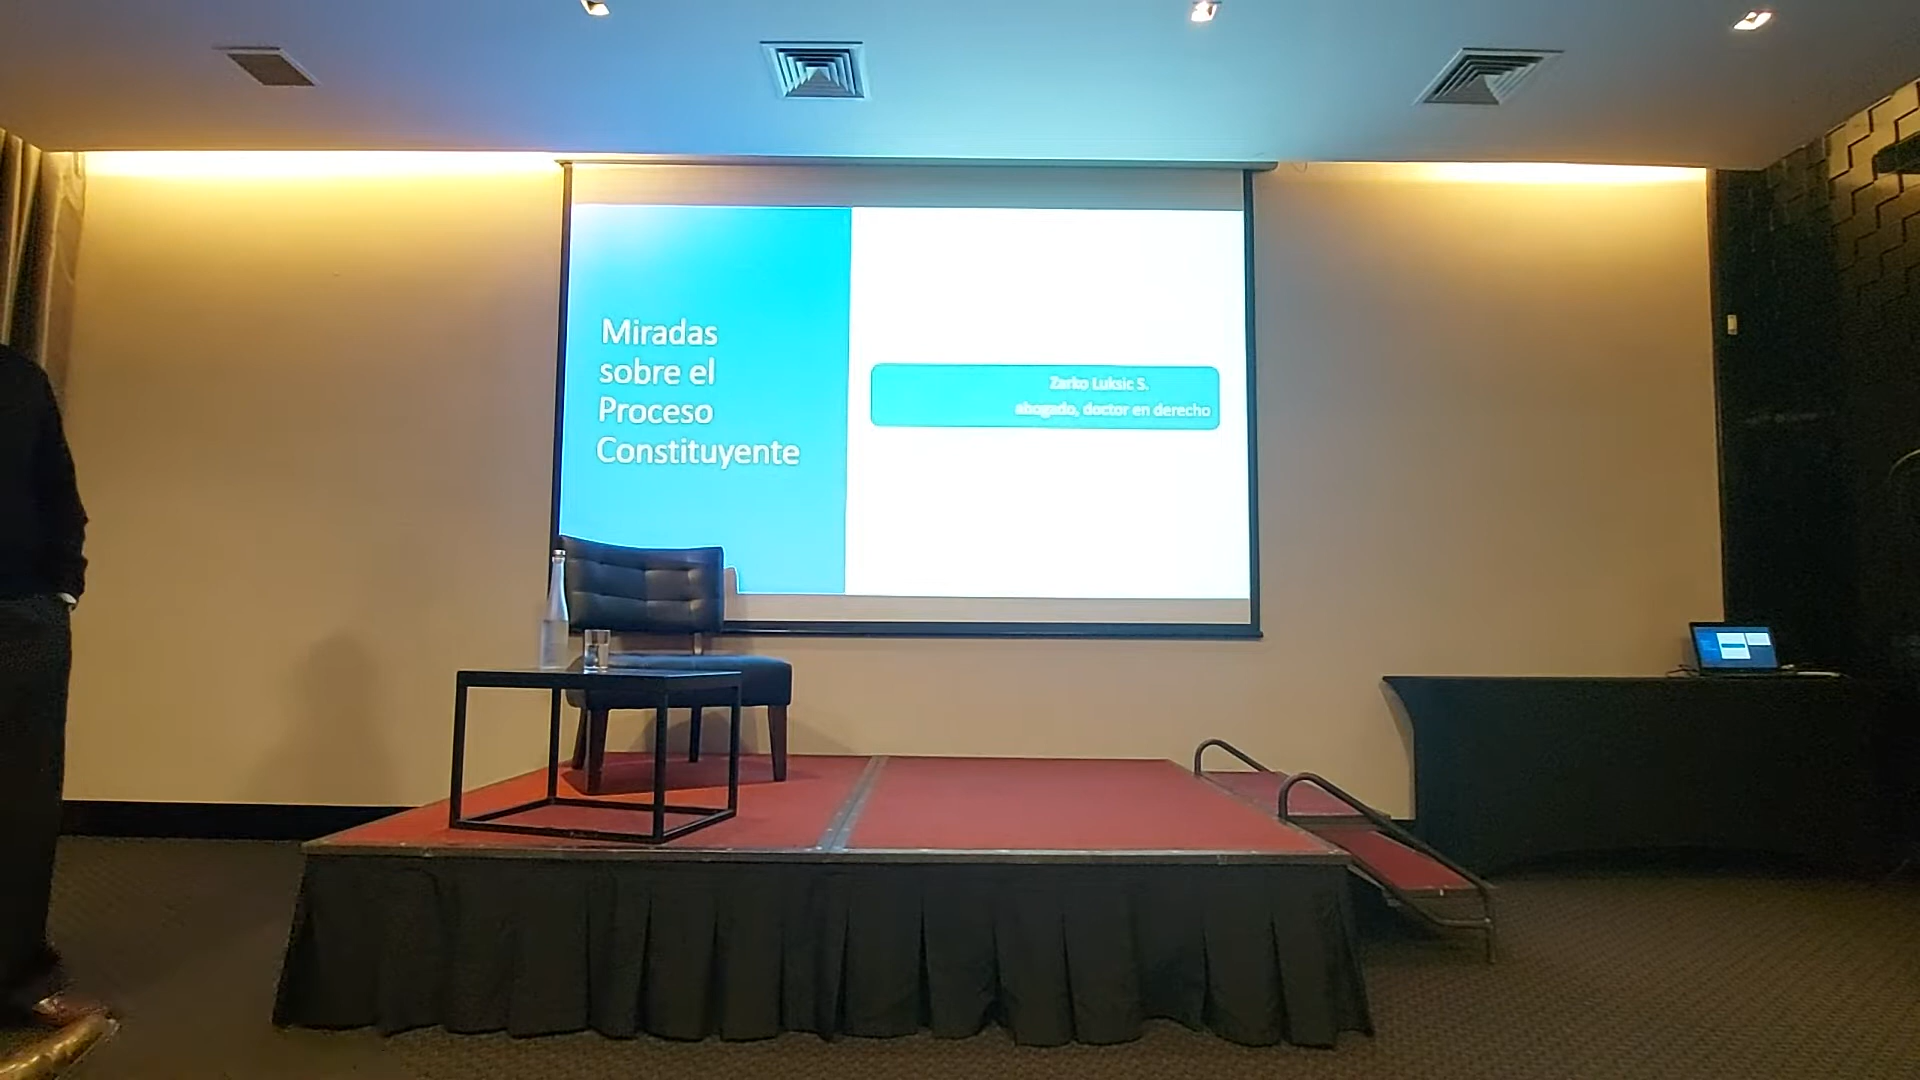 Miradas
sobre el
Proceso
Constituyente
Zarko Luksic S.
abogado, doctor en derecho